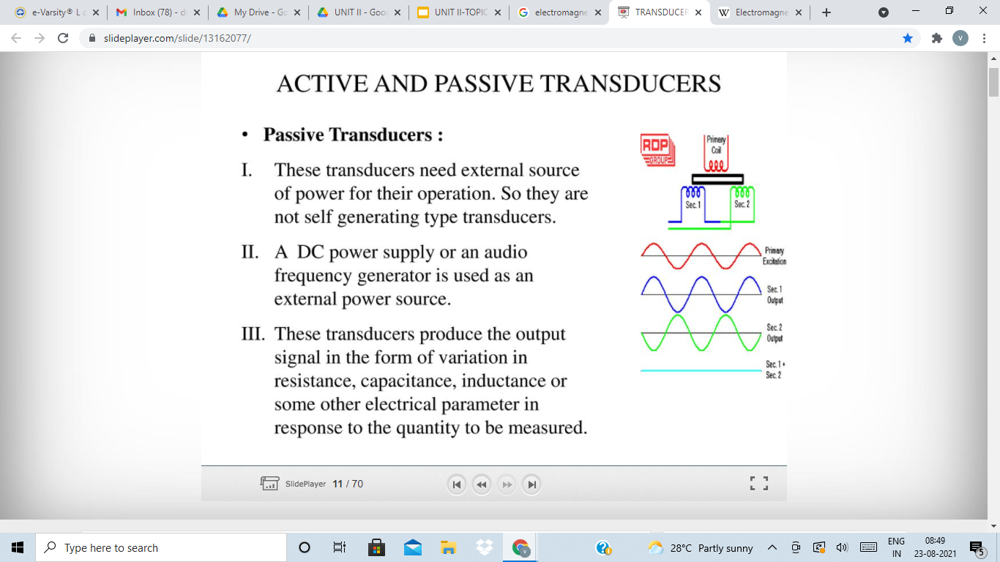 e-Varsity® L c
Inbox (78) - di
My Drive - Go
UNIT II - Goo
UNIT II-TOPIC
electromagne
TRANSDUCER
W Electromagne
slideplayer.com/slide/13162077/
V
ACTIVE AND PASSIVE TRANSDUCERS
• Passive Transducers :
I. These transducers need external source
of power for their operation. So they are
not self generating type transducers.
II. A DC power supply or an audio
frequency generator is used as an
external power source.
III. These transducers produce the output
signal in the form of variation in
resistance, capacitance, inductance or
some other electrical parameter in
response to the quantity to be measured.
RDP
GROUP
Primary
Coil
Sec. 1
Sec. 2
Primary
Excitation
Sec. 1
Output
Sec. 2
Output
Sec. 1 +
Sec. 2
SlidePlayer 11 / 70
Type here to search
V
28°C Partly sunny
ENG
IN
08:49
23-08-2021
5